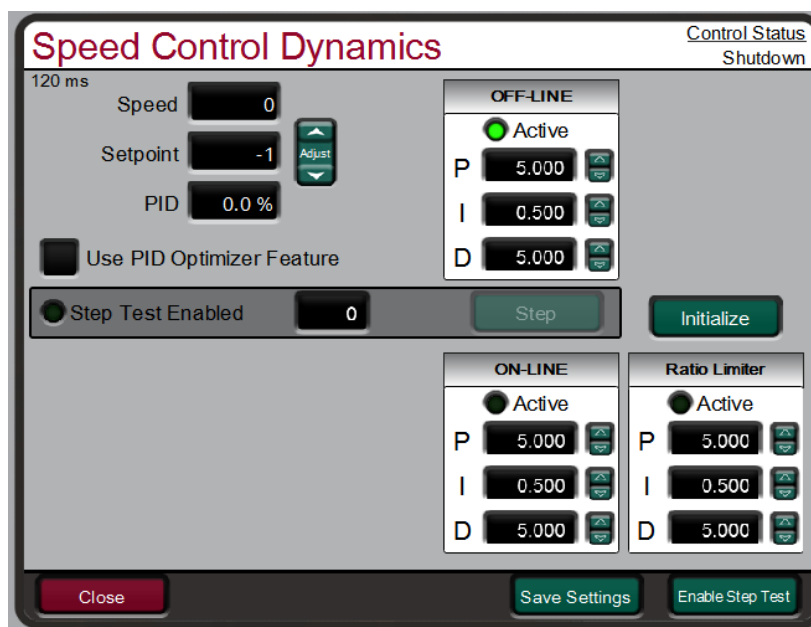 Speed Control Dynamics
Control Status
Shutdown
120 ms
Speed 0
Setpoint -1 Adjust
PID 0.0 %
Use PID Optimizer Feature
OFF-LINE
Active
P 5.000
I 0.500
D 5.000
Step Test Enabled 0 Step
Initialize
ON-LINE
Active
P 5.000
I 0.500
D 5.000
Ratio Limiter
Active
P 5.000
I 0.500
D 5.000
Close
Save Settings
Enable Step Test